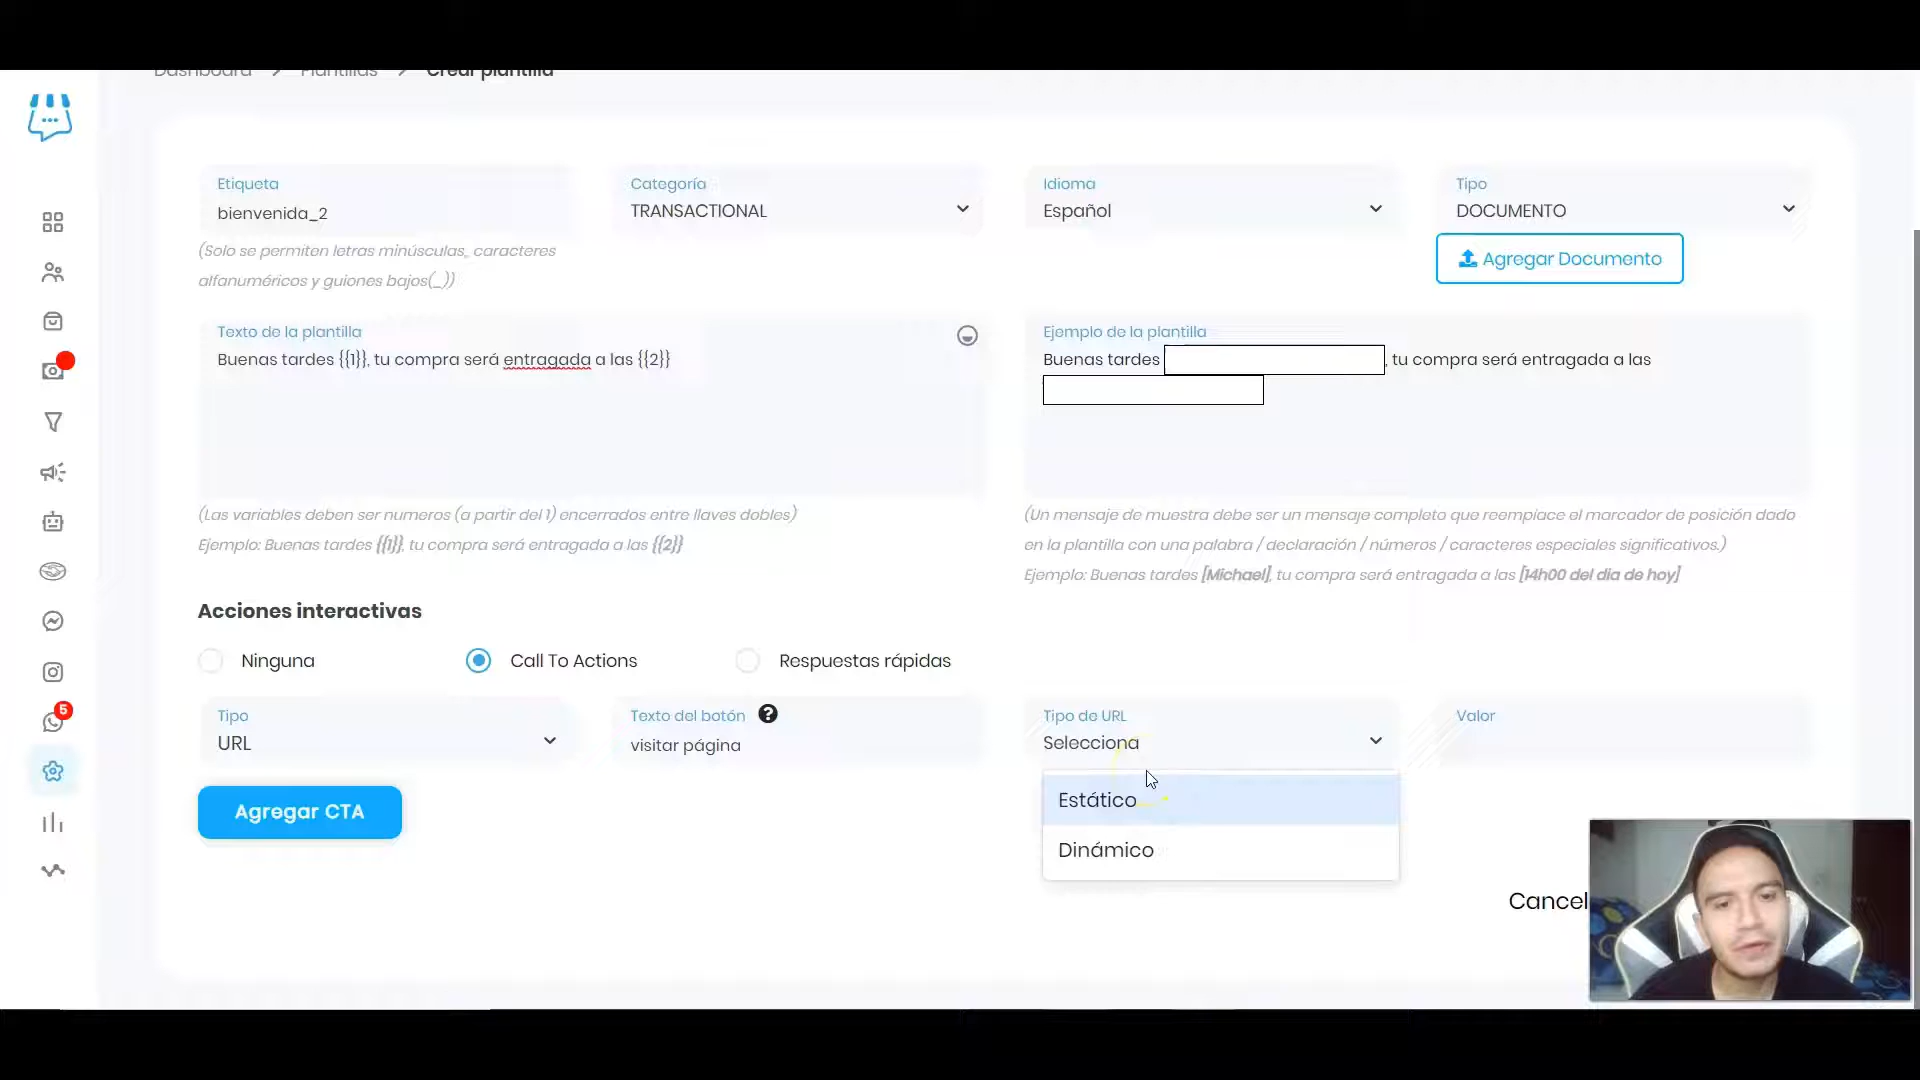 Dashboard > Plantillas > Crear plantilla
Etiqueta
bienvenida_2
Categoría
TRANSACTIONAL
Idioma
Español
Tipo
DOCUMENTO
(Solo se permiten letras minúsculas, caracteres
alfanuméricos y guiones bajos(_))
Agregar Documento
Texto de la plantilla
Buenas tardes {{1}}, tu compra será entragada a las {{2}}
Ejemplo de la plantilla
Buenas tardes , tu compra será entragada a las
(Las variables deben ser numeros (a partir del 1) encerrados entre llaves dobles)
Ejemplo: Buenas tardes {{1}}, tu compra será entragada a las {{2}}
(Un mensaje de muestra debe ser un mensaje completo que reemplace el marcador de posición dado
en la plantilla con una palabra / declaración / números / caracteres especiales significativos.)
Ejemplo: Buenas tardes [Michael], tu compra será entragada a las [14h00 del dia de hoy]
Acciones interactivas
Ninguna
Call To Actions
Respuestas rápidas
Tipo
URL
Texto del botón ?
visitar página
Tipo de URL
Selecciona
Valor
Estático
Dinámico
5
Agregar CTA
Cancel